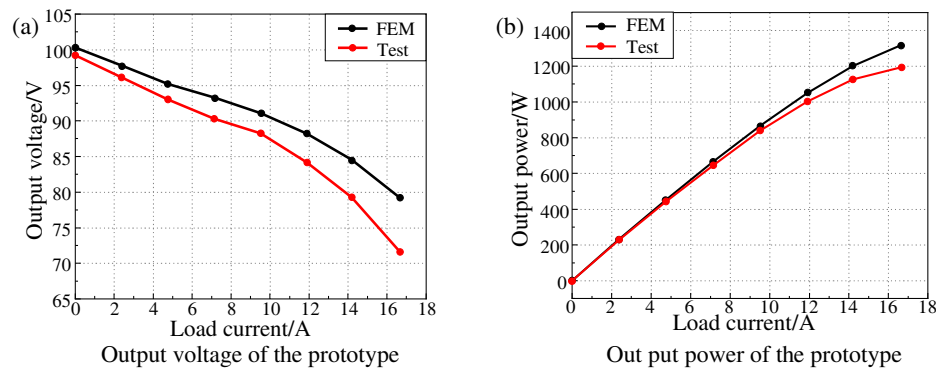 (a)
105
100
95
90
85
80
75
70
65
Output voltage/V
FEM
Test
0 2 4 6 8 10 12 14 16 18
Load current/A
Output voltage of the prototype
(b)
1400
1200
1000
800
600
400
200
0
Output power/W
FEM
Test
0 2 4 6 8 10 12 14 16 18
Load current/A
Out put power of the prototype